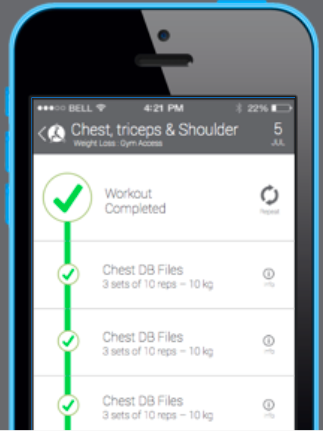 BELL 4:21 PM 22%
Chest, triceps & Shoulder 5
Weight Loss : Gym Access JUL
Workout
Completed
Repeat
Chest DB Files
3 sets of 10 reps – 10 kg
Info
Chest DB Files
3 sets of 10 reps – 10 kg
Info
Chest DB Files
3 sets of 10 reps – 10 kg
Info